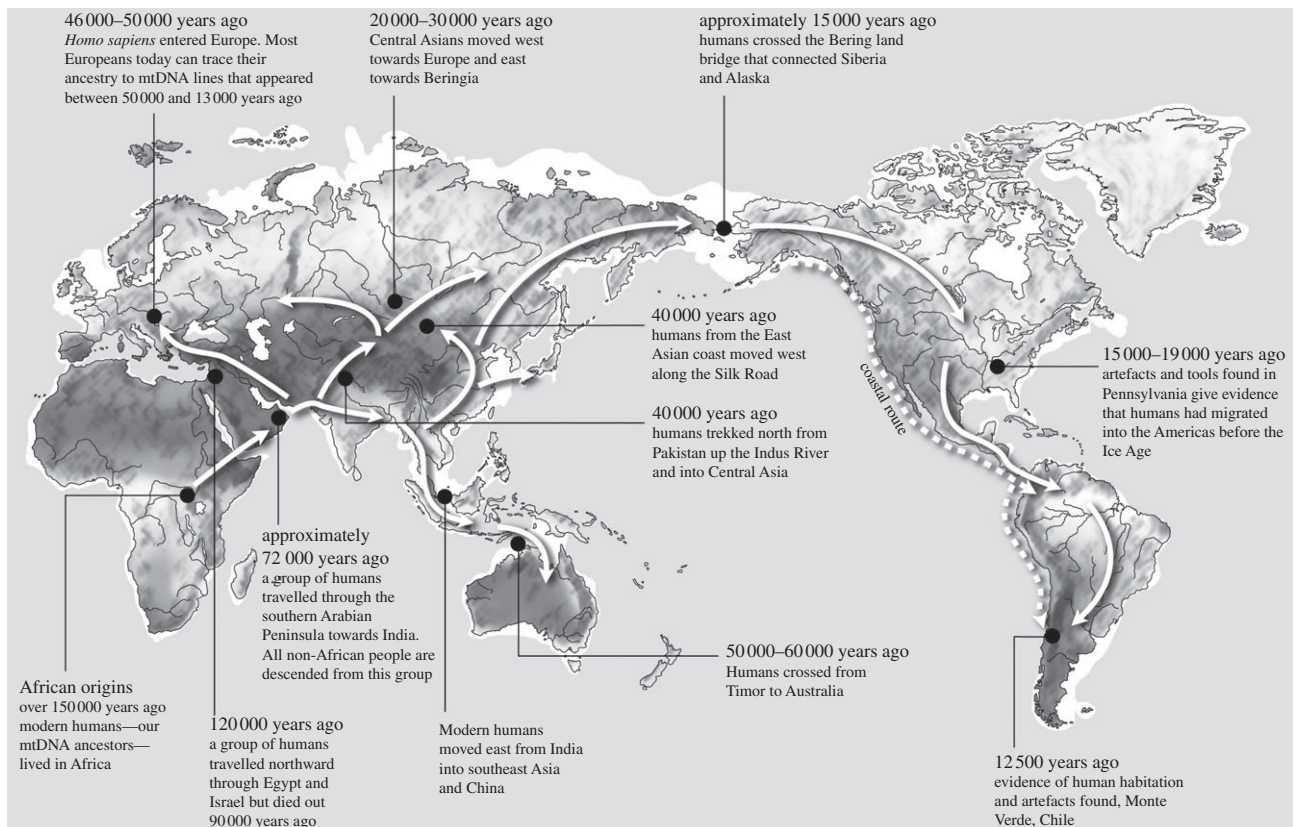 46 000–50 000 years ago
Homo sapiens entered Europe. Most
Europeans today can trace their
ancestry to mtDNA lines that appeared
between 50 000 and 13 000 years ago
20 000–30 000 years ago
Central Asians moved west
towards Europe and east
towards Beringia
approximately 15 000 years ago
humans crossed the Bering land
bridge that connected Siberia
and Alaska
40 000 years ago
humans from the East
Asian coast moved west
along the Silk Road
40 000 years ago
humans trekked north from
Pakistan up the Indus River
and into Central Asia
coastal route
15 000–19 000 years ago
artefacts and tools found in
Pennsylvania give evidence
that humans had migrated
into the Americas before the
Ice Age
African origins
over 150 000 years ago
modern humans—our
mtDNA ancestors—
lived in Africa
120 000 years ago
a group of humans
travelled northward
through Egypt and
Israel but died out
90 000 years ago
approximately
72 000 years ago
a group of humans
travelled through the
southern Arabian
Peninsula towards India.
All non-African people are
descended from this group
Modern humans
moved east from India
into southeast Asia
and China
50 000–60 000 years ago
Humans crossed from
Timor to Australia
12 500 years ago
evidence of human habitation
and artefacts found, Monte
Verde, Chile